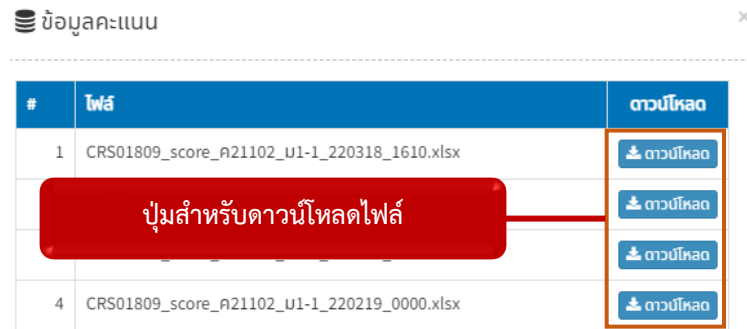 ข้อมูลคะแนน ×
# ไฟล์ ดาวน์โหลด
1 CRS01809_score_ค21102_ม1-1_220318_1610.xlsx ดาวน์โหลด
ปุ่มสำหรับดาวน์โหลดไฟล์ ดาวน์โหลด
ดาวน์โหลด
4 CRS01809_score_ค21102_ม1-1_220219_0000.xlsx ดาวน์โหลด